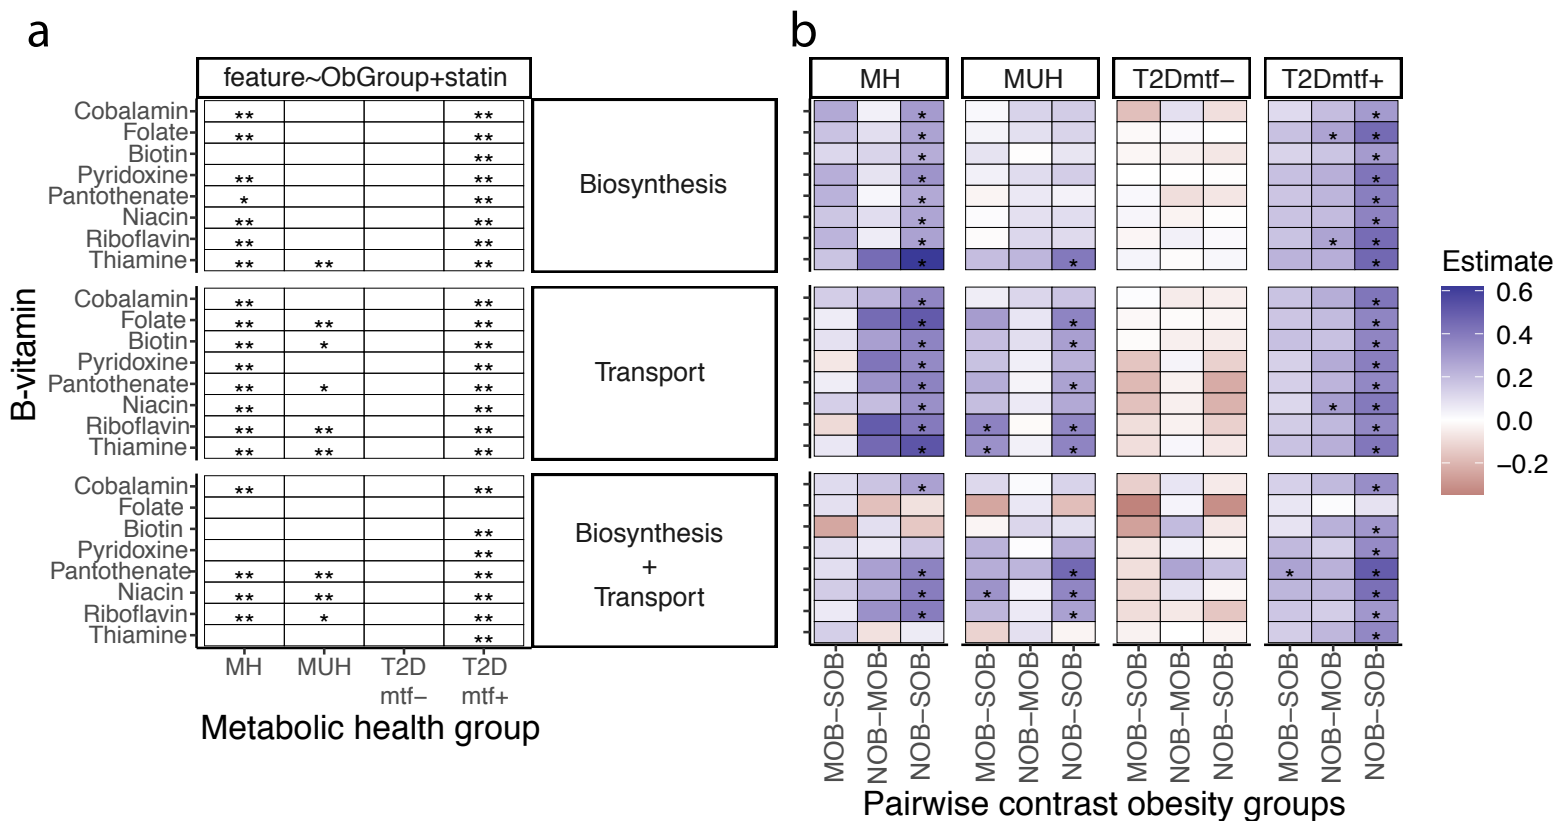 a
b
feature~ObGroup+statin
MH
MUH
T2Dmtf−
T2Dmtf+
Cobalamin
**
**
*
*
Folate
**
**
*
*
*
Biotin
**
*
*
Pyridoxine
**
**
*
*
Pantothenate
*
**
*
*
Niacin
**
**
*
*
Riboflavin
**
**
*
*
*
Thiamine
**
**
**
*
*
*
Biosynthesis
Cobalamin
**
**
*
*
Folate
**
**
**
*
*
*
Biotin
**
*
**
*
*
*
Pyridoxine
**
**
*
*
Pantothenate
**
*
**
*
*
*
Niacin
**
**
*
*
*
Riboflavin
**
**
**
*
*
*
*
Thiamine
**
**
**
*
*
*
*
Transport
Cobalamin
**
**
*
*
Folate
Biotin
**
*
Pyridoxine
**
*
Pantothenate
**
**
**
*
*
*
*
Niacin
**
**
**
*
*
*
*
Riboflavin
**
*
**
*
*
*
Thiamine
**
*
Biosynthesis
+
Transport
B−vitamin
MH
MUH
T2D
mtf−
T2D
mtf+
Metabolic health group
MOB−SOB
NOB−MOB
NOB−SOB
MOB−SOB
NOB−MOB
NOB−SOB
MOB−SOB
NOB−MOB
NOB−SOB
MOB−SOB
NOB−MOB
NOB−SOB
Pairwise contrast obesity groups
Estimate
0.6
0.4
0.2
0.0
−0.2